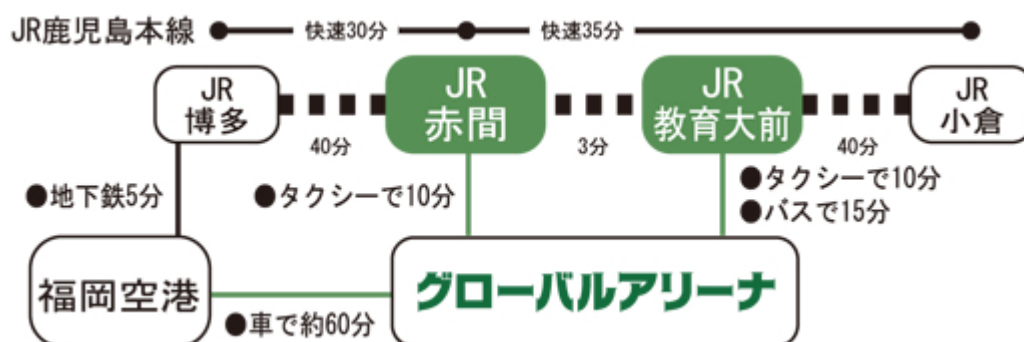 JR鹿児島本線
快速30分
快速35分
JR
博多
JR
赤間
JR
教育大前
JR
小倉
40分
3分
40分
●地下鉄5分
●タクシーで10分
●タクシーで10分
●バスで15分
福岡空港
グローバルアリーナ
●車で約60分